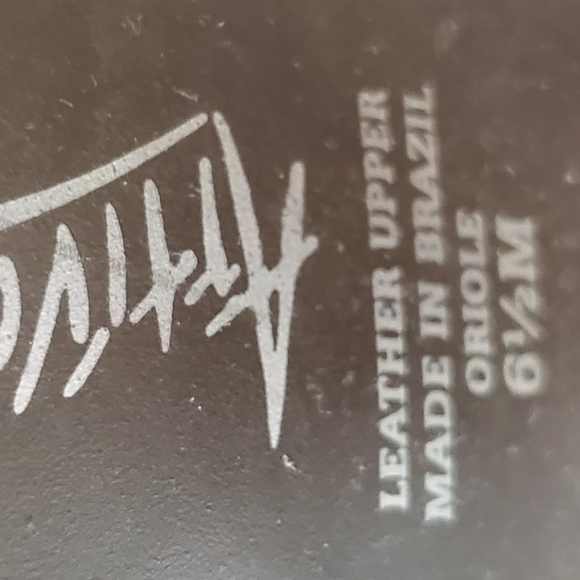 LEATHER UPPER
MADE IN BRAZIL
ORIOLE
6½M